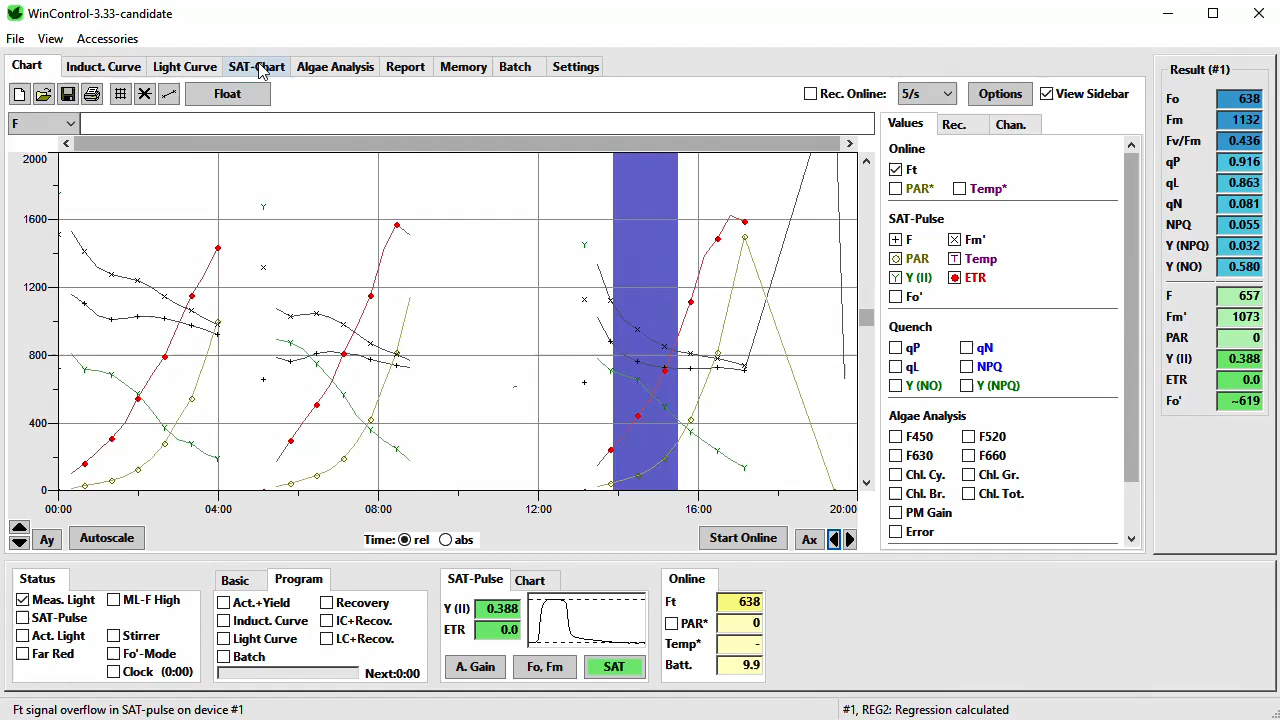 WinControl-3.33-candidate
File View Accessories
Chart Induct. Curve Light Curve SAT-Chart Algae Analysis Report Memory Batch Settings
Float Rec. Online: 5/s Options View Sidebar
F
Values Rec. Chan.
Online
Ft
PAR* Temp*
SAT-Pulse
F Fm'
PAR Temp
Y (II) ETR
Fo'
Quench
qP qN
qL NPQ
Y (NO) Y (NPQ)
Algae Analysis
F450 F520
F630 F660
Chl. Cy. Chl. Gr.
Chl. Br. Chl. Tot.
PM Gain
Error
2000
1600
1200
800
400
0
00:00 04:00 08:00 12:00 16:00 20:00
Ay Autoscale Time: rel abs Start Online Ax
Result (#1)
Fo 638
Fm 1132
Fv/Fm 0.436
qP 0.916
qL 0.863
qN 0.081
NPQ 0.055
Y (NPQ) 0.032
Y (NO) 0.580
F 657
Fm' 1073
PAR 0
Y (II) 0.388
ETR 0.0
Fo' ~619
Status
Meas. Light ML-F High
SAT-Pulse
Act. Light Stirrer
Far Red Fo'-Mode
Clock (0:00)
Basic Program
Act.+Yield Recovery
Induct. Curve IC+Recov.
Light Curve LC+Recov.
Batch
Next:0:00
SAT-Pulse Chart
Y (II) 0.388
ETR 0.0
A. Gain Fo, Fm SAT
Online
Ft 638
PAR* 0
Temp* -
Batt. 9.9
Ft signal overflow in SAT-pulse on device #1
#1, REG2: Regression calculated